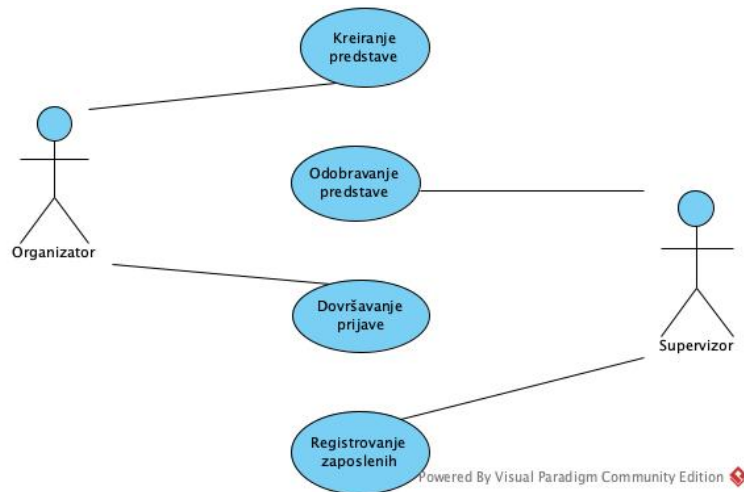 Kreiranje
predstave
Odobravanje
predstave
Organizator
Dovršavanje
prijave
Supervizor
Registrovanje
zaposlenih
Powered By Visual Paradigm Community Edition